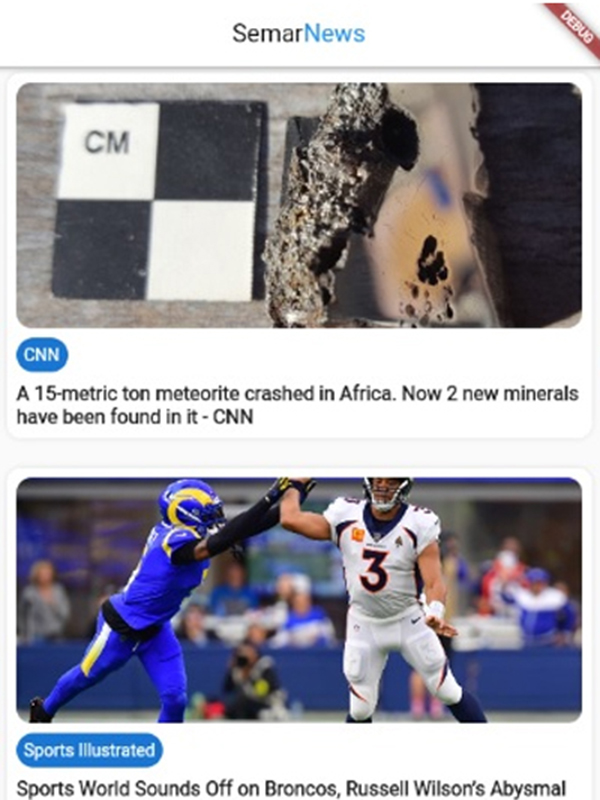 SemarNews
DEBUG
CM
CNN
A 15-metric ton meteorite crashed in Africa. Now 2 new minerals
have been found in it - CNN
3
Sports Illustrated
Sports World Sounds Off on Broncos, Russell Wilson's Abysmal